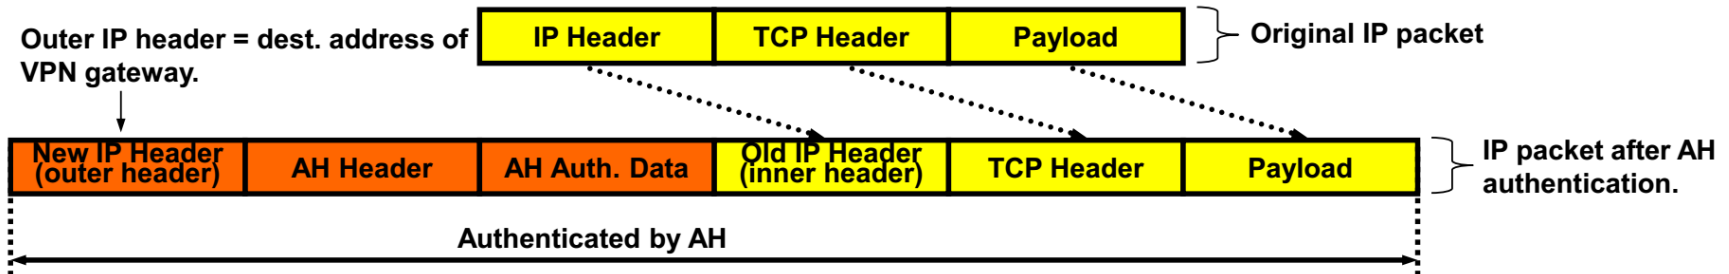 Outer IP header = dest. address of
VPN gateway.
IP Header
TCP Header
Payload
Original IP packet
New IP Header
(outer header)
AH Header
AH Auth. Data
Old IP Header
(inner header)
TCP Header
Payload
IP packet after AH
authentication.
Authenticated by AH